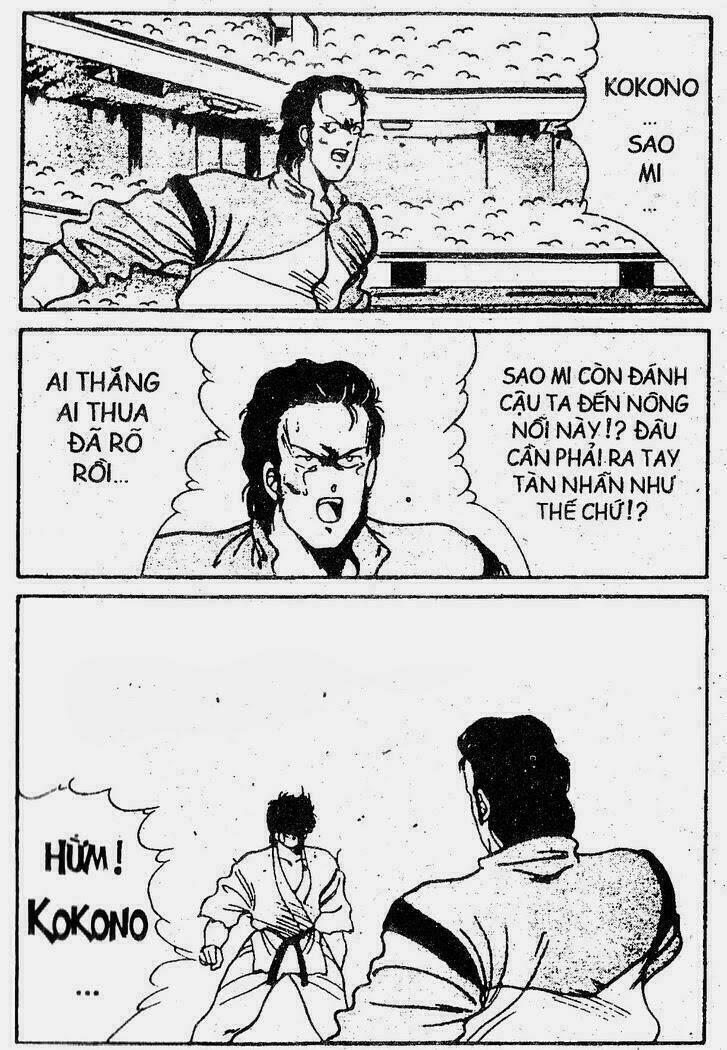 KOKONO
...
SAO
MI
...
AI THẮNG
AI THUA
ĐÃ RÕ
RỒI...
SAO MI CÒN ĐÁNH
CẬU TA ĐẾN NÔNG
NỖI NÀY!? ĐÂU
CẦN PHẢI RA TAY
TÀN NHẪN NHƯ
THẾ CHỨ!?
HỪM!
KOKONO
...